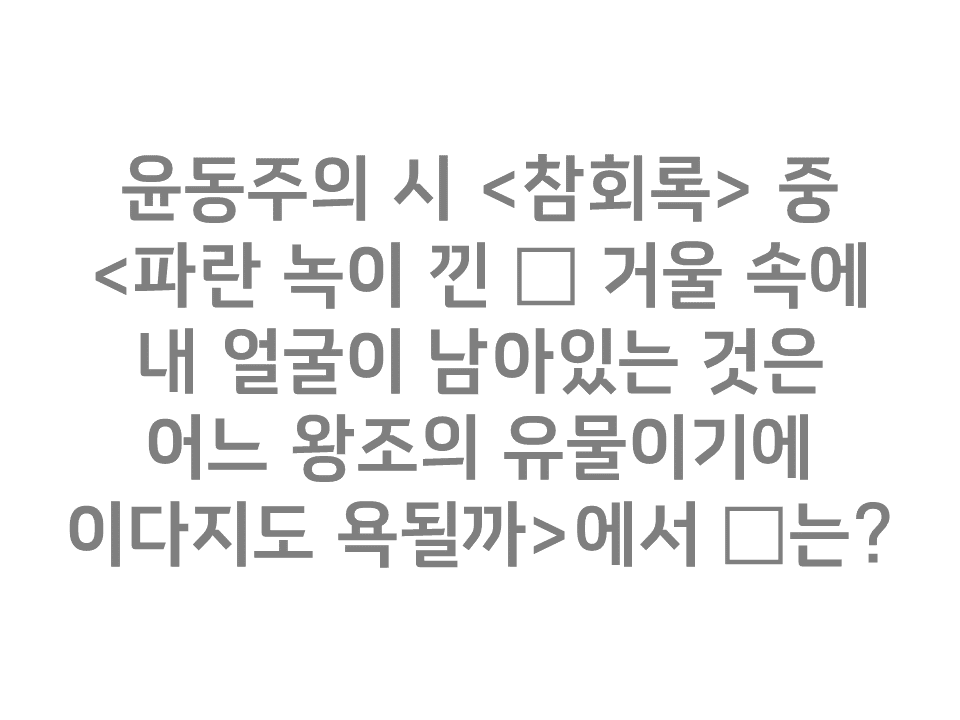 윤동주의 시 <참회록> 중
<파란 녹이 낀 □ 거울 속에
내 얼굴이 남아있는 것은
어느 왕조의 유물이기에
이다지도 욕될까>에서 □는?